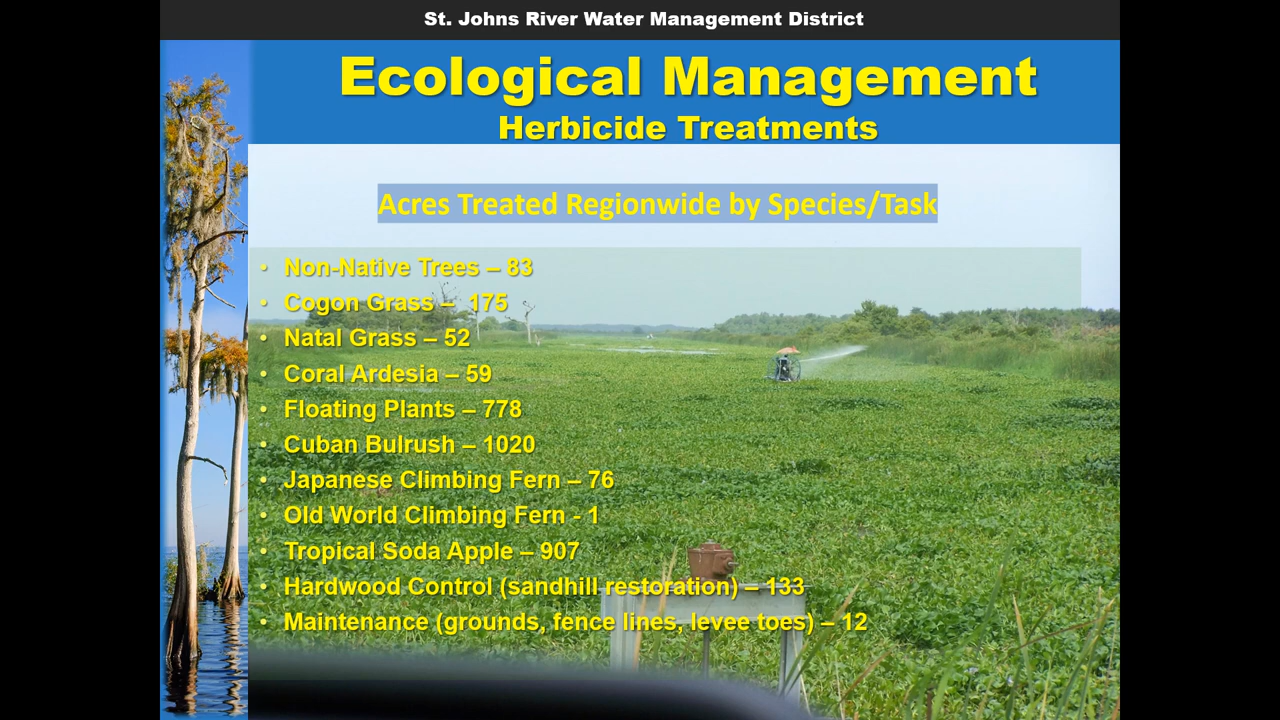 St. Johns River Water Management District
Ecological Management
Herbicide Treatments
Acres Treated Regionwide by Species/Task
• Non-Native Trees – 83
• Cogon Grass –  175
• Natal Grass – 52
• Coral Ardesia – 59
• Floating Plants – 778
• Cuban Bulrush – 1020
• Japanese Climbing Fern – 76
• Old World Climbing Fern - 1
• Tropical Soda Apple – 907
• Hardwood Control (sandhill restoration) – 133
• Maintenance (grounds, fence lines, levee toes) – 12